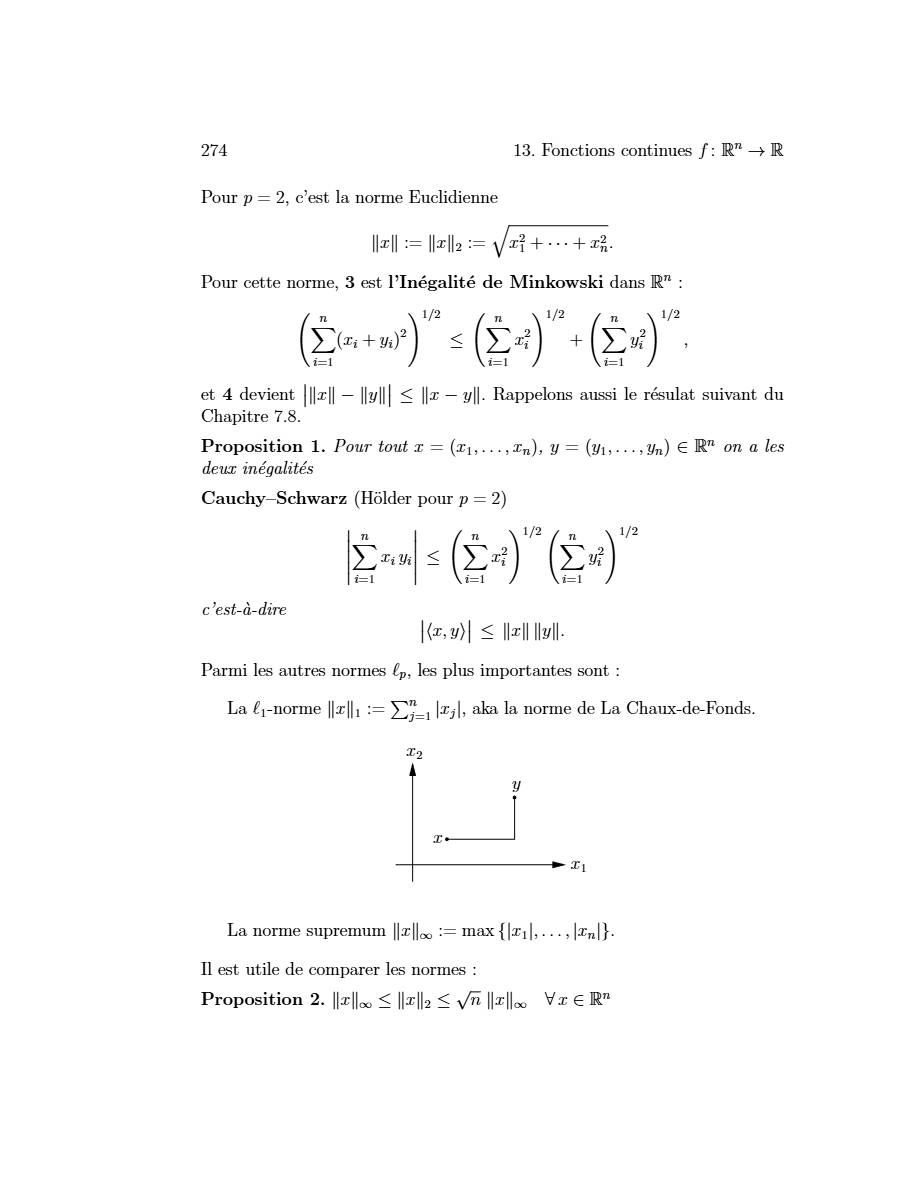 274 13. Fonctions continues f : ℝⁿ → ℝ
Pour p = 2, c’est la norme Euclidienne
‖x‖ := ‖x‖₂ := √(x₁² + · · · + xₙ²).
Pour cette norme, 3 est l’Inégalité de Minkowski dans ℝⁿ :
(∑ᵢ₌₁ⁿ (xᵢ + yᵢ)²)^{1/2} ≤ (∑ᵢ₌₁ⁿ xᵢ²)^{1/2} + (∑ᵢ₌₁ⁿ yᵢ²)^{1/2} ,
et 4 devient |‖x‖ − ‖y‖| ≤ ‖x − y‖. Rappelons aussi le résulat suivant du
Chapitre 7.8.
Proposition 1. Pour tout x = (x₁, . . . , xₙ), y = (y₁, . . . , yₙ) ∈ ℝⁿ on a les
deux inégalités
Cauchy–Schwarz (Hölder pour p = 2)
|∑ᵢ₌₁ⁿ xᵢ yᵢ| ≤ (∑ᵢ₌₁ⁿ xᵢ²)^{1/2} (∑ᵢ₌₁ⁿ yᵢ²)^{1/2}
c’est-à-dire
|⟨x, y⟩| ≤ ‖x‖ ‖y‖.
Parmi les autres normes ℓₚ, les plus importantes sont :
La ℓ₁-norme ‖x‖₁ := ∑ⱼ₌₁ⁿ |xⱼ|, aka la norme de La Chaux-de-Fonds.
x₂
y
x
x₁
La norme supremum ‖x‖∞ := max {|x₁|, . . . , |xₙ|}.
Il est utile de comparer les normes :
Proposition 2. ‖x‖∞ ≤ ‖x‖₂ ≤ √n ‖x‖∞ ∀ x ∈ ℝⁿ